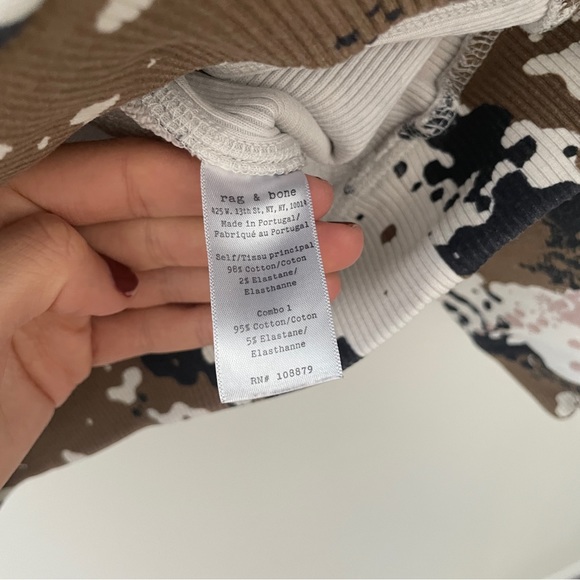 rag & bone
425 W. 13th St, NY, NY, 10014
Made in Portugal/
Fabriqué au Portugal
Self/Tissu principal
98% Cotton/Coton
2% Elastane/
Elasthanne
Combo 1
95% Cotton/Coton
5% Elastane/
Elasthanne
RN# 108879